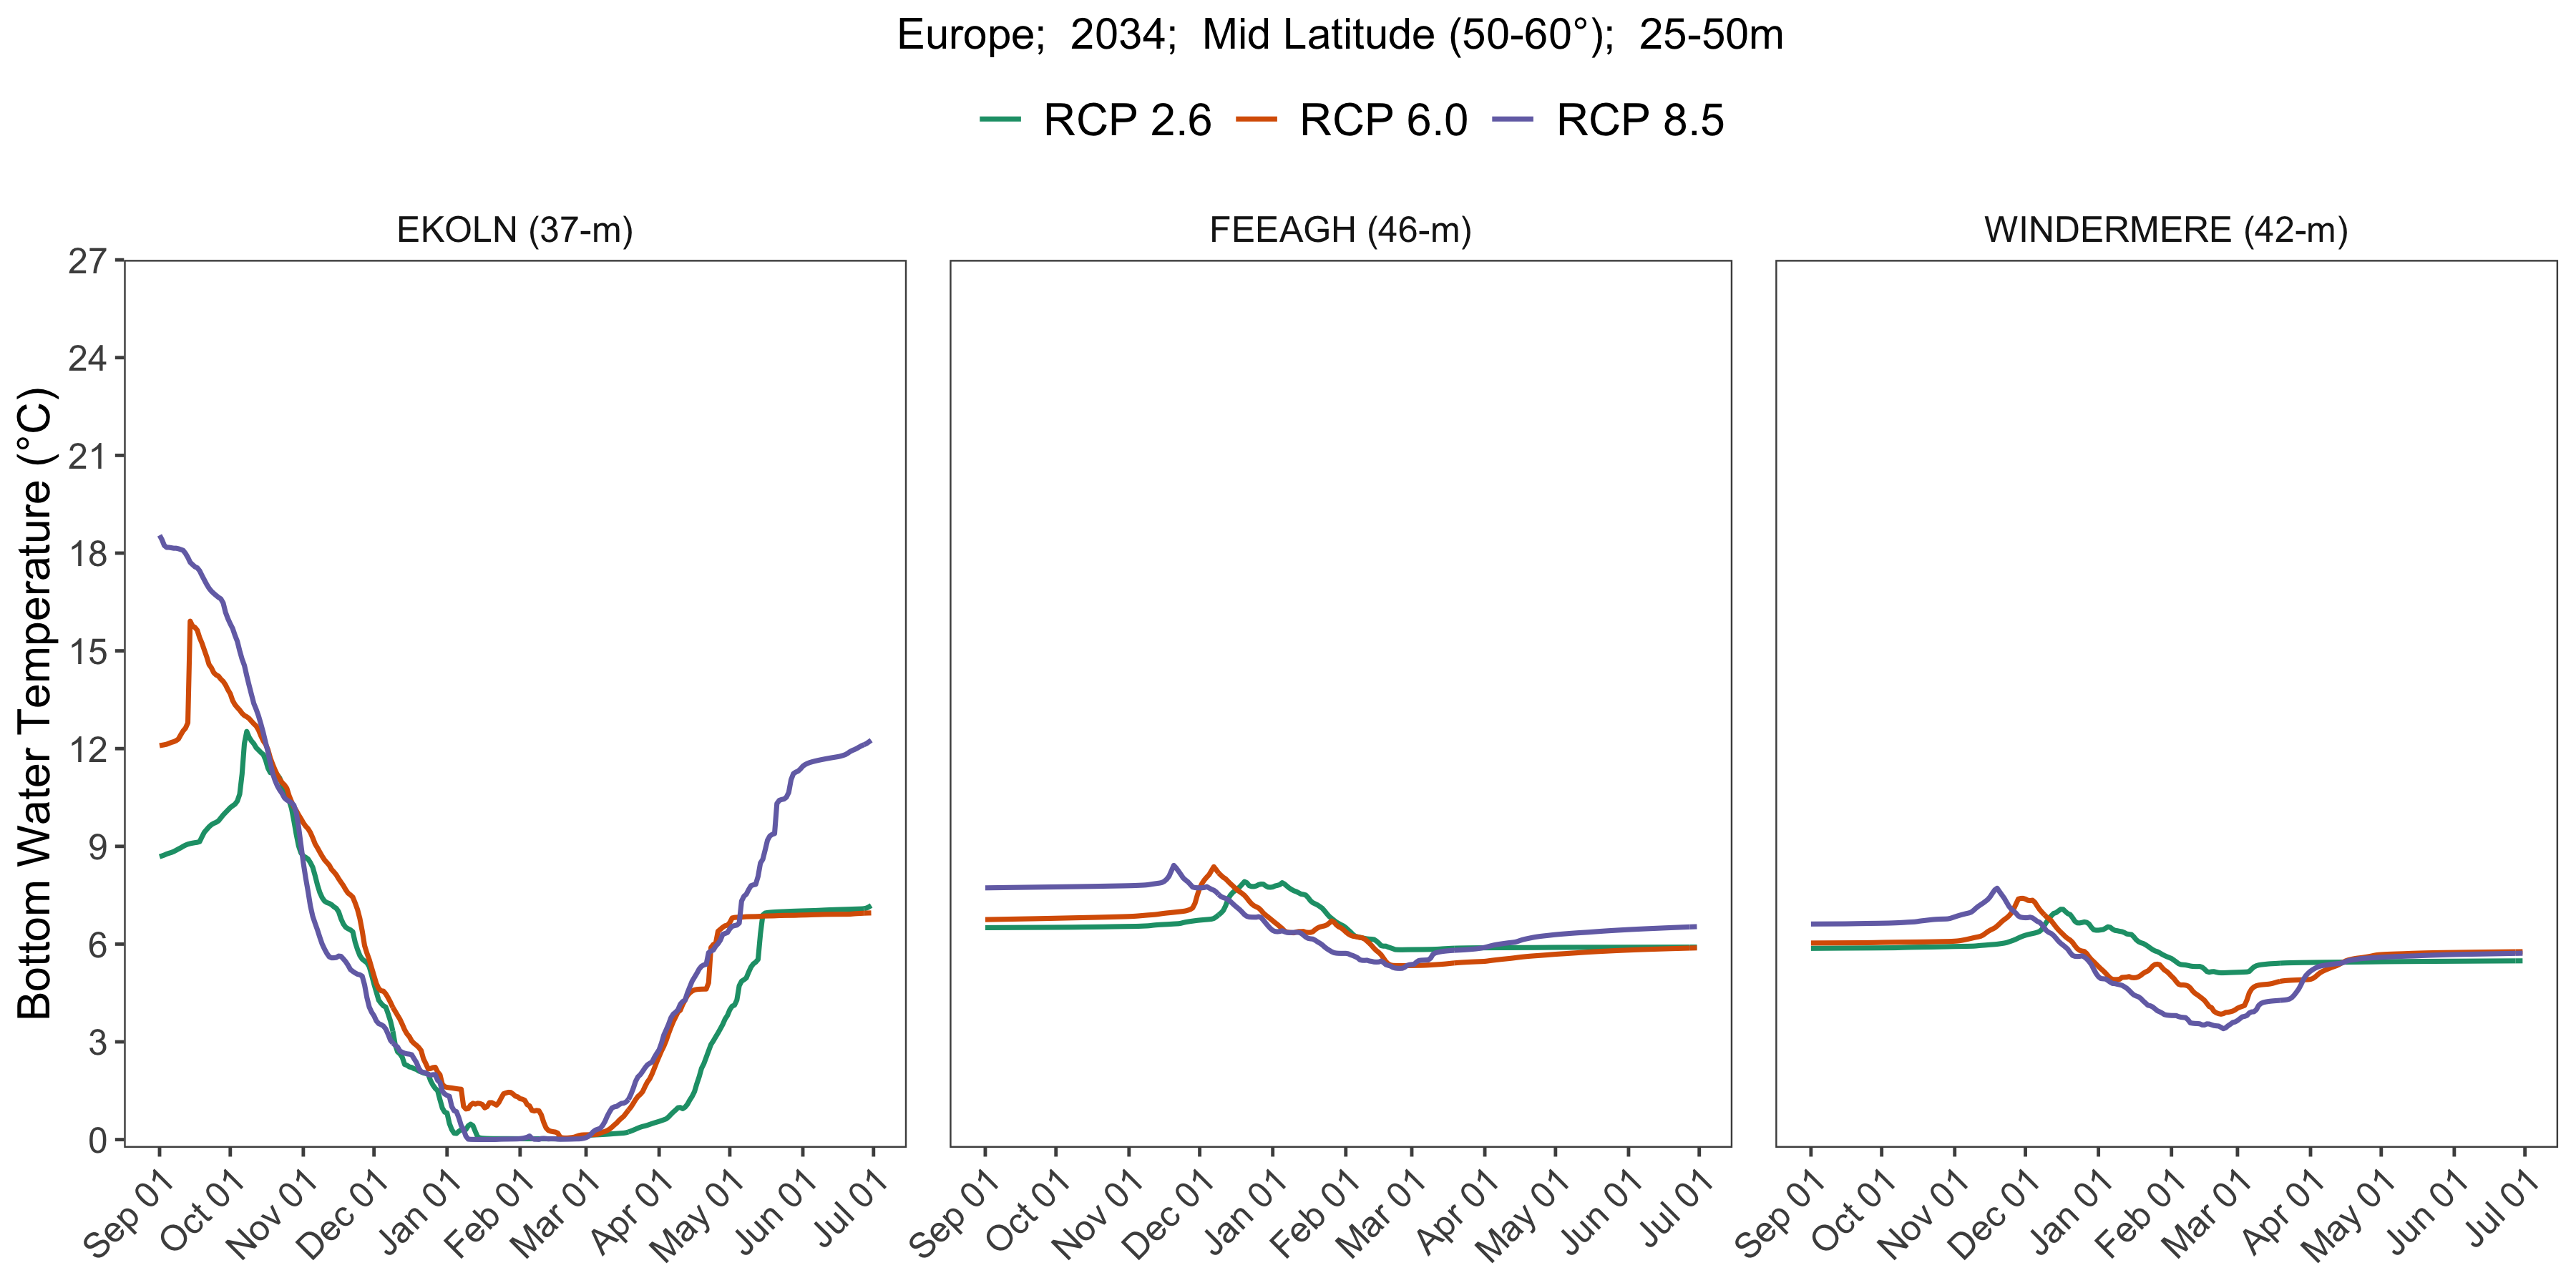 Europe;  2034;  Mid Latitude (50-60°);  25-50m
RCP 2.6 RCP 6.0 RCP 8.5
EKOLN (37-m) FEEAGH (46-m) WINDERMERE (42-m)
Bottom Water Temperature (°C)
27
24
21
18
15
12
9
6
3
0
Sep 01 Oct 01 Nov 01 Dec 01 Jan 01 Feb 01 Mar 01 Apr 01 May 01 Jun 01 Jul 01
Sep 01 Oct 01 Nov 01 Dec 01 Jan 01 Feb 01 Mar 01 Apr 01 May 01 Jun 01 Jul 01
Sep 01 Oct 01 Nov 01 Dec 01 Jan 01 Feb 01 Mar 01 Apr 01 May 01 Jun 01 Jul 01